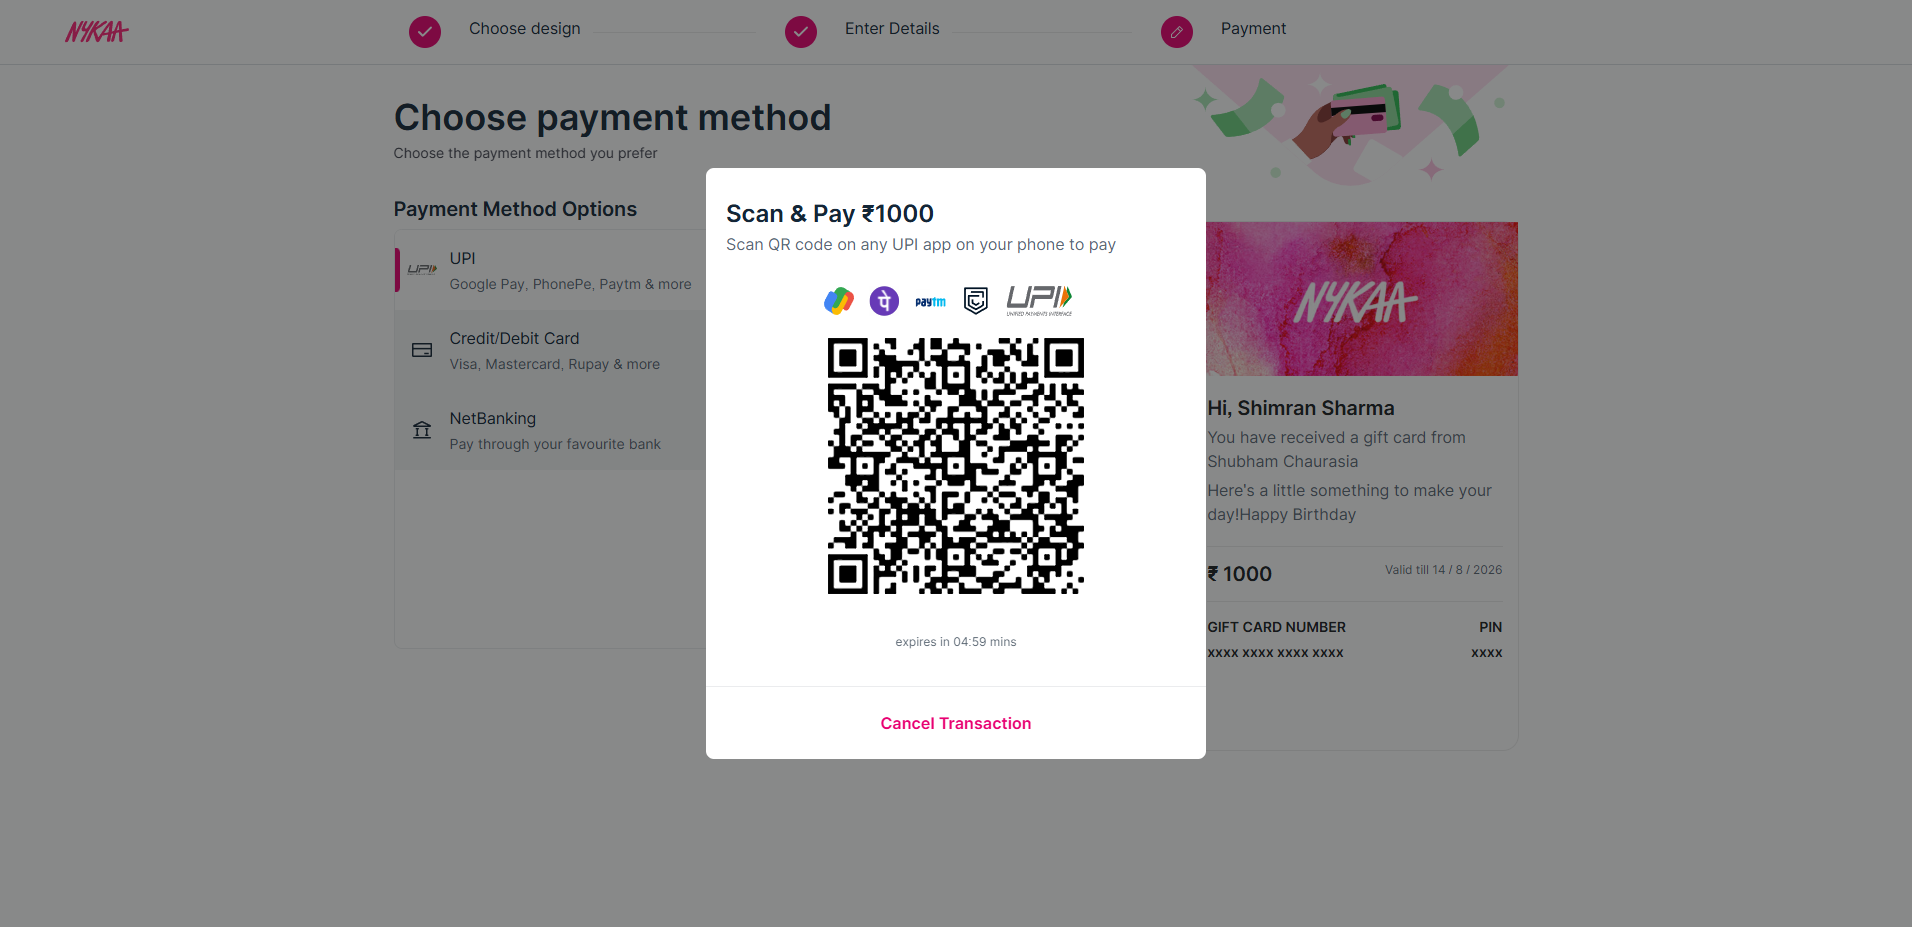 NYKAA
Choose design
Enter Details
Payment
Choose payment method
Choose the payment method you prefer
Payment Method Options
UPI
UPI
Google Pay, PhonePe, Paytm & more
Credit/Debit Card
Visa, Mastercard, Rupay & more
NetBanking
Pay through your favourite bank
Scan & Pay ₹1000
Scan QR code on any UPI app on your phone to pay
पे
paytm
UPI
UNIFIED PAYMENTS INTERFACE
expires in 04:59 mins
Cancel Transaction
NYKAA
Hi, Shimran Sharma
You have received a gift card from
Shubham Chaurasia
Here's a little something to make your
day!Happy Birthday
₹ 1000
Valid till 14 / 8 / 2026
GIFT CARD NUMBER
PIN
xxxx xxxx xxxx xxxx
xxxx